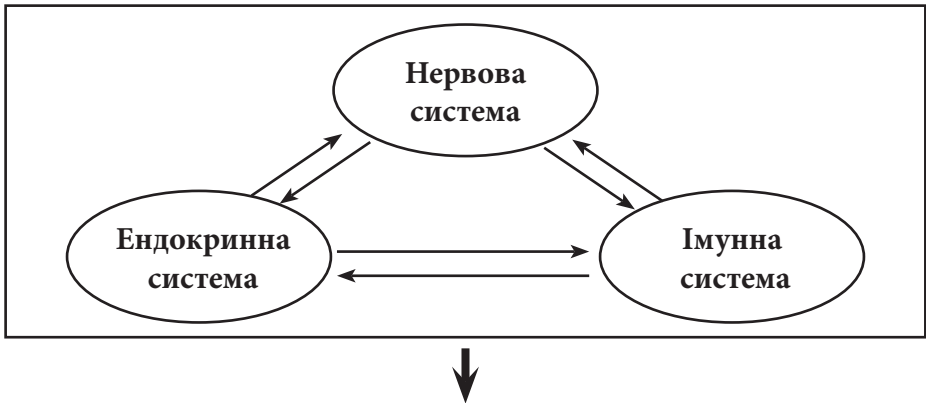 Нервова
система
Ендокринна
система
Імунна
система